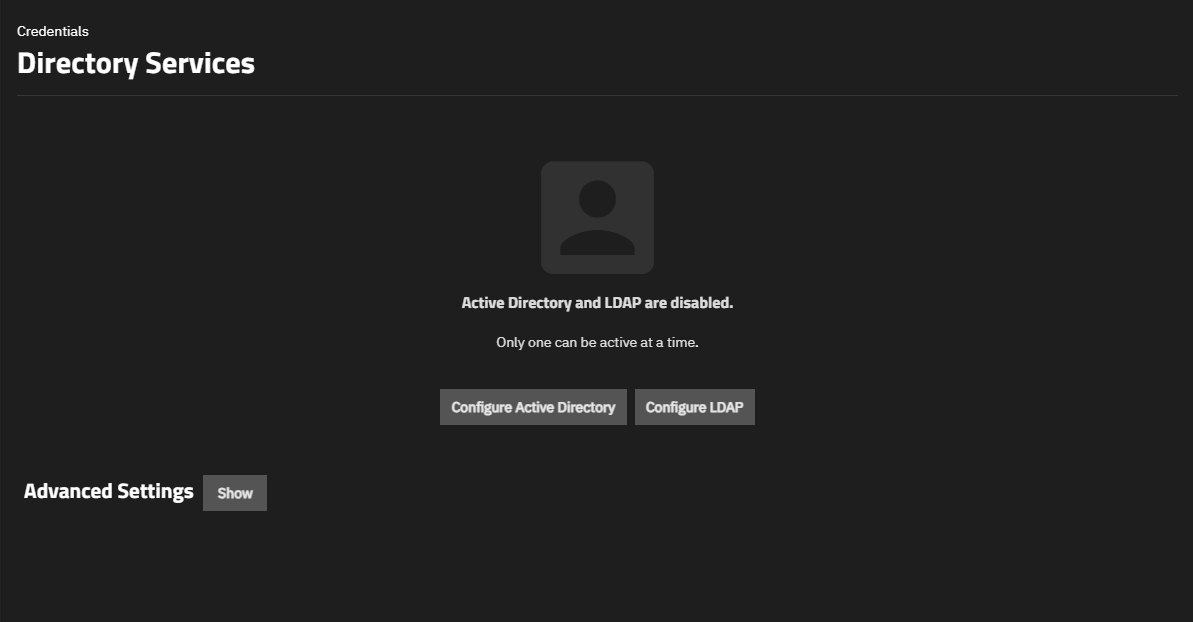 Credentials
Directory Services
Active Directory and LDAP are disabled.
Only one can be active at a time.
Configure Active Directory
Configure LDAP
Advanced Settings
Show